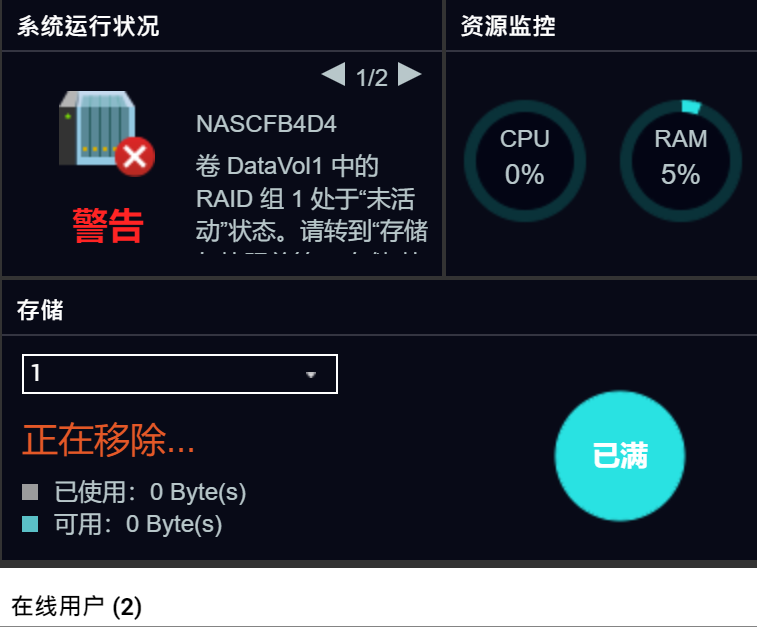 系统运行状况
资源监控
1/2
NASCFB4D4
卷 DataVol1 中的
RAID 组 1 处于“未活
动”状态。请转到“存储
警告
CPU
0%
RAM
5%
存储
1
正在移除...
已使用：0 Byte(s)
可用：0 Byte(s)
已满
在线用户 (2)